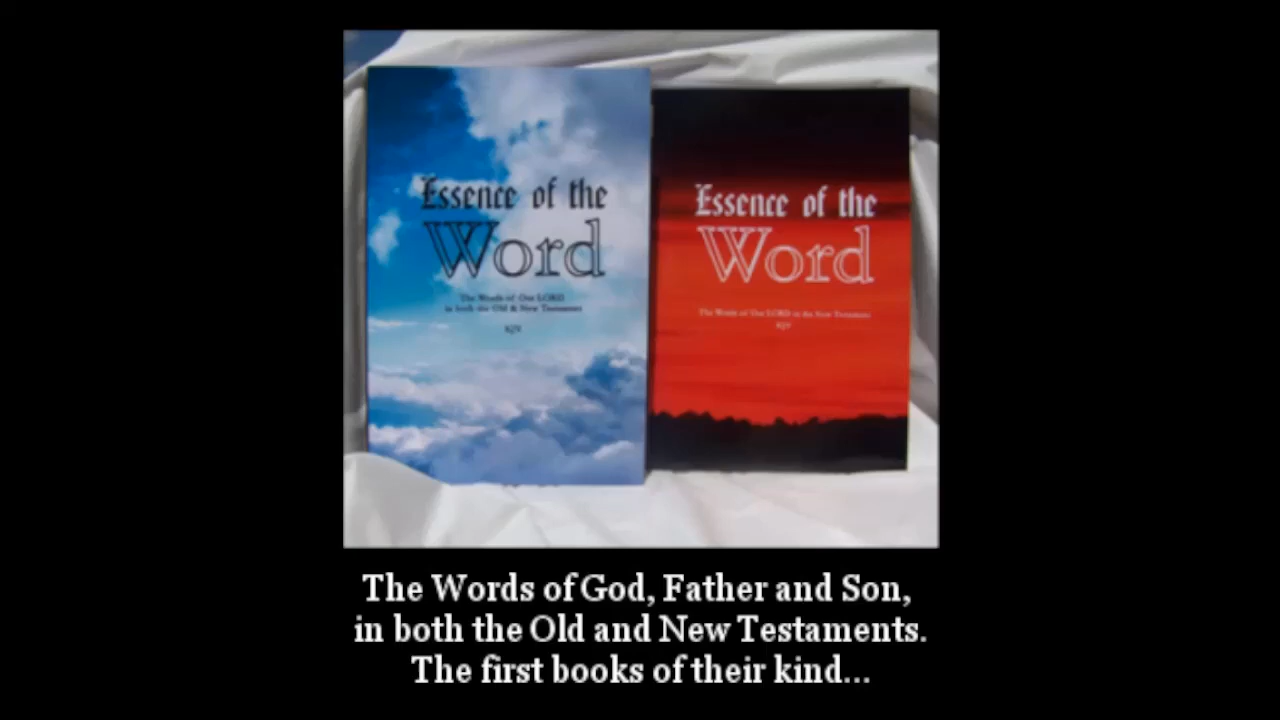 Essence of the
Word
The Words of Our LORD
in both the Old & New Testament
KJV
Essence of the
Word
The Words of Our LORD in the New Testament
KJV
The Words of God, Father and Son,
in both the Old and New Testaments.
The first books of their kind...